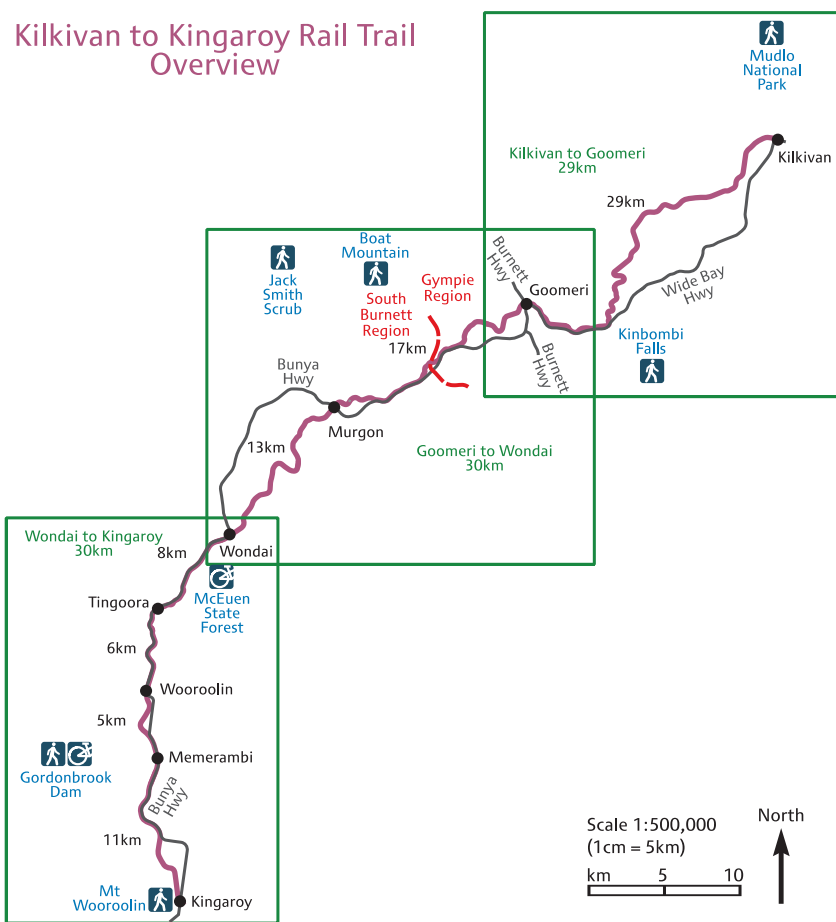 Kilkivan to Kingaroy Rail Trail
Overview
Mudlo
National
Park
Kilkivan
Kilkivan to Goomeri
29km
29km
Wide Bay
Hwy
Burnett
Hwy
Goomeri
Burnett
Hwy
Kinbombi
Falls
Boat
Mountain
Jack
Smith
Scrub
Gympie
Region
South
Burnett
Region
17km
Bunya
Hwy
Murgon
13km
Goomeri to Wondai
30km
Wondai
Wondai to Kingaroy
30km
8km
McEuen
State
Forest
Tingoora
6km
Wooroolin
5km
Memerambi
Gordonbrook
Dam
Bunya
Hwy
11km
Mt
Wooroolin
Kingaroy
Scale 1:500,000
(1cm = 5km)
km 5 10
North